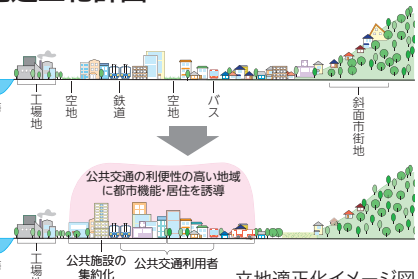 工場地
空地
鉄道
空地
バス
斜面市街地
公共交通の利便性の高い地域
に都市機能・居住を誘導
工場
公共施設の
集約化
公共交通利用者
立地適正化イメージ図